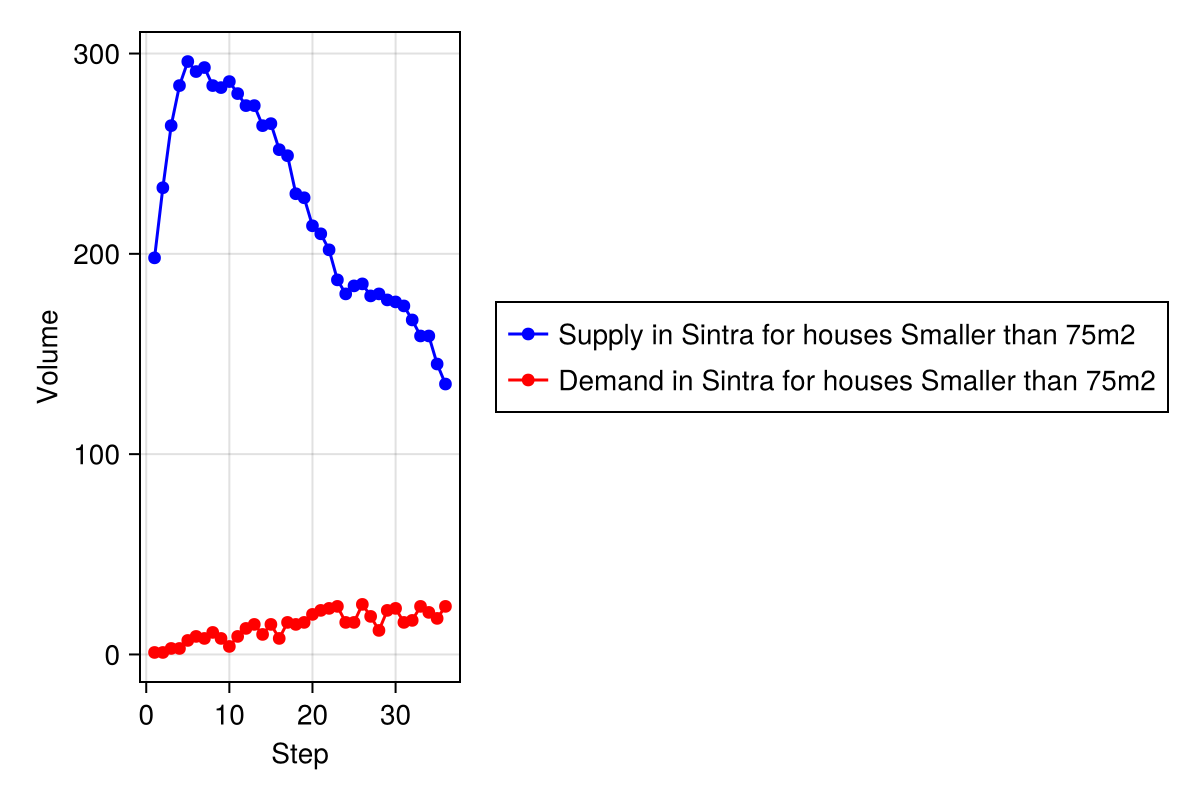 300
200
100
0
Volume
0 10 20 30
Step
Supply in Sintra for houses Smaller than 75m2
Demand in Sintra for houses Smaller than 75m2